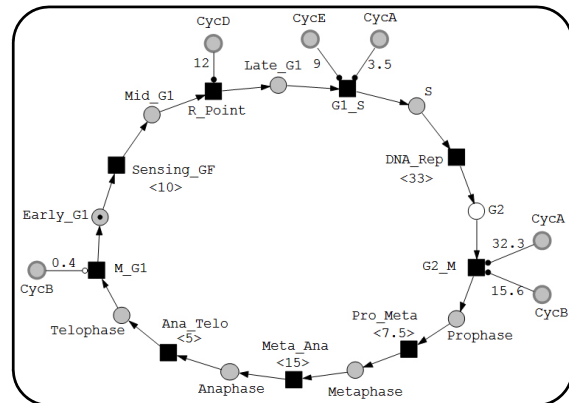 CycD
CycE
CycA
12
9
3.5
Late_G1
Mid_G1
R_Point
G1_S
S
Sensing_GF
<10>
DNA_Rep
<33>
Early_G1
G2
CycA
32.3
0.4
M_G1
G2_M
15.6
CycB
CycB
Telophase
Ana_Telo
<5>
Pro_Meta
<7.5>
Prophase
Meta_Ana
<15>
Anaphase
Metaphase